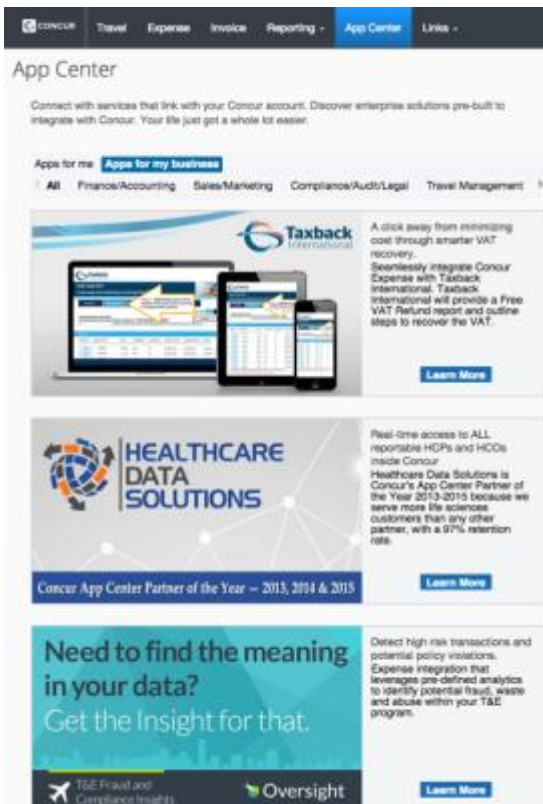 CONCUR Travel Expense Invoice Reporting App Center Links
App Center
Connect with services that link with your Concur account. Discover enterprise solutions pre-built to
integrate with Concur. Your life just got a whole lot easier.
Apps for me Apps for my business
All Finance/Accounting Sales/Marketing Compliance/Audit/Legal Travel Management
Taxback
International
A click away from minimizing
cost through smarter VAT
recovery.
Seamlessly integrate Concur
Expense with Taxback
International. Taxback
International will provide a Free
VAT Refund report and outline
steps to recover the VAT.
Learn More
HEALTHCARE
DATA
SOLUTIONS
Concur App Center Partner of the Year — 2013, 2014 & 2015
Real-time access to ALL
reportable HCPs and HCOs
inside Concur
Healthcare Data Solutions is
Concur's App Center Partner of
the Year 2013-2015 because we
serve more life sciences
customers than any other
partner, with a 97% retention
rate.
Learn More
Need to find the meaning
in your data?
Get the Insight for that.
T&E Fraud and
Compliance Insights
Oversight
Detect high risk transactions and
potential policy violations.
Expense integration that
leverages pre-defined analytics
to identify potential fraud, waste
and abuse within your T&E
program.
Learn More